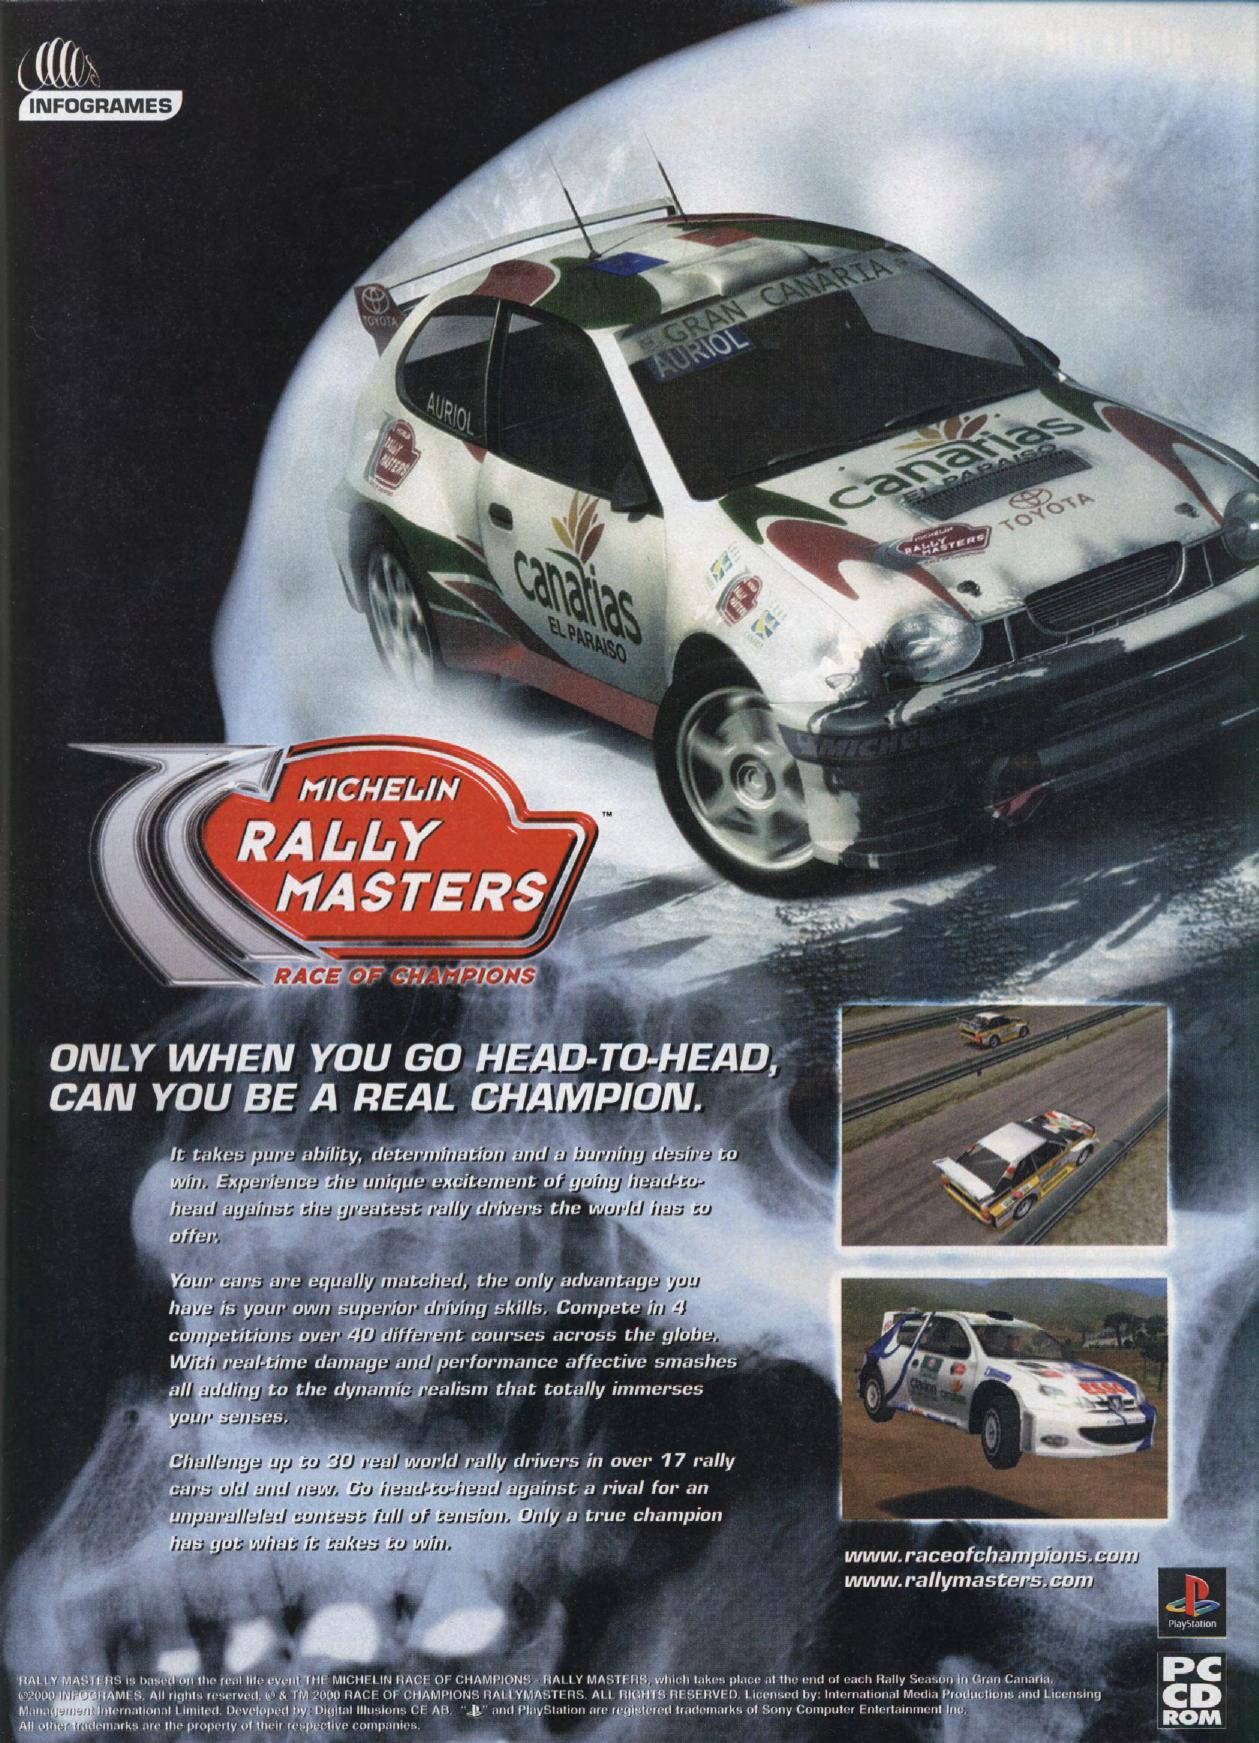 INFOGRAMES
TOYOTA
GRAN CANARIA
AURIOL
AURIOL
RALLY MASTERS
canarias
EL PARAISO
TOYOTA
MICHELIN
RALLY MASTERS
canarias
EL PARAISO
RALLY MASTERS
MICHELIN
MICHELIN
RALLY
MASTERS
™
RACE OF CHAMPIONS
ONLY WHEN YOU GO HEAD-TO-HEAD,
CAN YOU BE A REAL CHAMPION.
It takes pure ability, determination and a burning desire to
win. Experience the unique excitement of going head-to-
head against the greatest rally drivers the world has to
offer.
Your cars are equally matched, the only advantage you
have is your own superior driving skills. Compete in 4
competitions over 40 different courses across the globe.
With real-time damage and performance affective smashes
all adding to the dynamic realism that totally immerses
your senses.
Challenge up to 30 real world rally drivers in over 17 rally
cars old and new. Go head-to-head against a rival for an
unparalleled contest full of tension. Only a true champion
has got what it takes to win.
ESSO
www.raceofchampions.com
www.rallymasters.com
PlayStation
PC
CD
ROM
RALLY MASTERS is based on the real life event THE MICHELIN RACE OF CHAMPIONS - RALLY MASTERS, which takes place at the end of each Rally Season in Gran Canaria.
©2000 INFOGRAMES. All rights reserved. © & TM 2000 RACE OF CHAMPIONS RALLYMASTERS. ALL RIGHTS RESERVED. Licensed by: International Media Productions and Licensing
Management International Limited. Developed by: Digital Illusions CE AB. " " and PlayStation are registered trademarks of Sony Computer Entertainment Inc.
All other trademarks are the property of their respective companies.